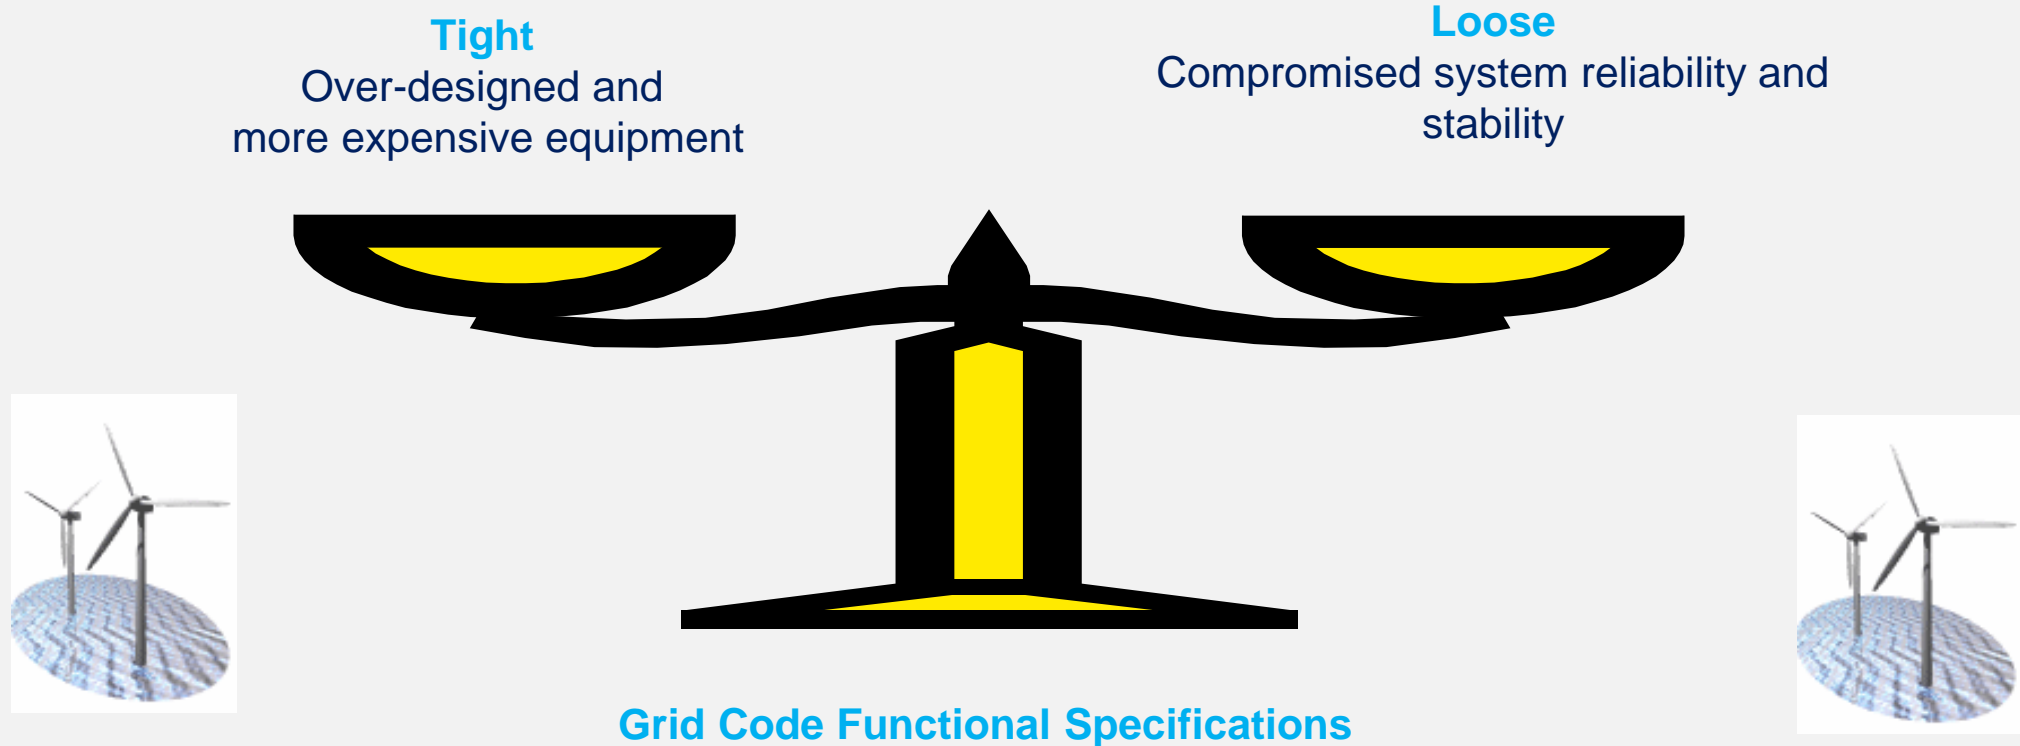 Tight
Over-designed and
more expensive equipment
Loose
Compromised system reliability and
stability
Grid Code Functional Specifications